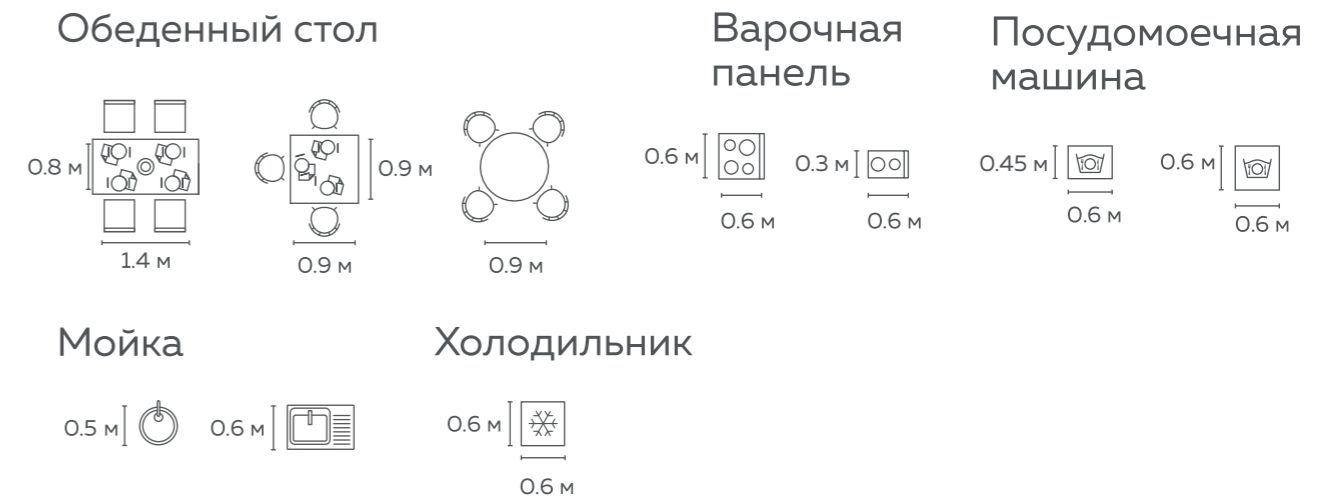 Обеденный стол
0.8 м
1.4 м
0.9 м
0.9 м
0.9 м
Варочная
панель
0.6 м
0.6 м
0.3 м
0.6 м
Посудомоечная
машина
0.45 м
0.6 м
0.6 м
0.6 м
Мойка
0.5 м
0.6 м
Холодильник
0.6 м
0.6 м